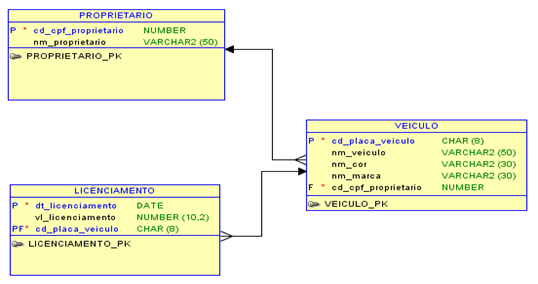 PROPRIETARIO
P * cd_cpf_proprietario NUMBER
nm_proprietario VARCHAR2 (50)
PROPRIETARIO_PK
VEICULO
P * cd_placa_veiculo CHAR (8)
nm_veiculo VARCHAR2 (50)
nm_cor VARCHAR2 (30)
nm_marca VARCHAR2 (30)
F * cd_cpf_proprietario NUMBER
VEICULO_PK
LICENCIAMENTO
P * dt_licenciamento DATE
vl_licenciamento NUMBER (10,2)
PF* cd_placa_veiculo CHAR (8)
LICENCIAMENTO_PK